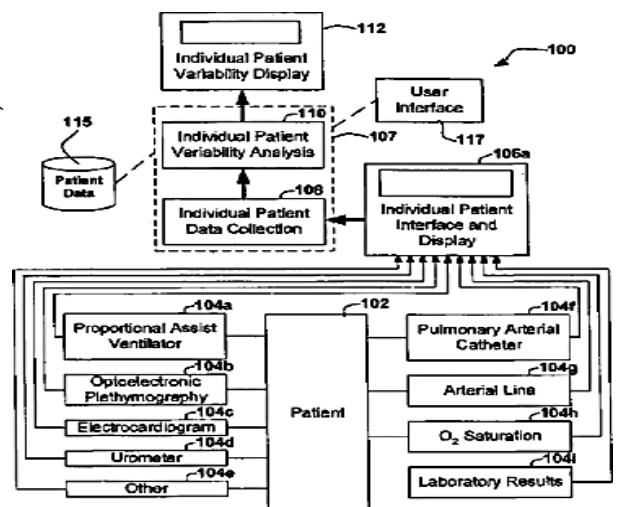 112
Individual Patient
Variability Display
100
115
110
Individual Patient
Variability Analysis
107
User
Interface
117
Patient
Data
108
Individual Patient
Data Collection
106a
Individual Patient
Interface and
Display
104a
Proportional Assist
Ventilator
104b
Optoelectronic
Plethymography
104c
Electrocardiogram
104d
Urometer
104e
Other
102
Patient
104f
Pulmonary Arterial
Catheter
104g
Arterial Line
104h
O₂ Saturation
104i
Laboratory Results